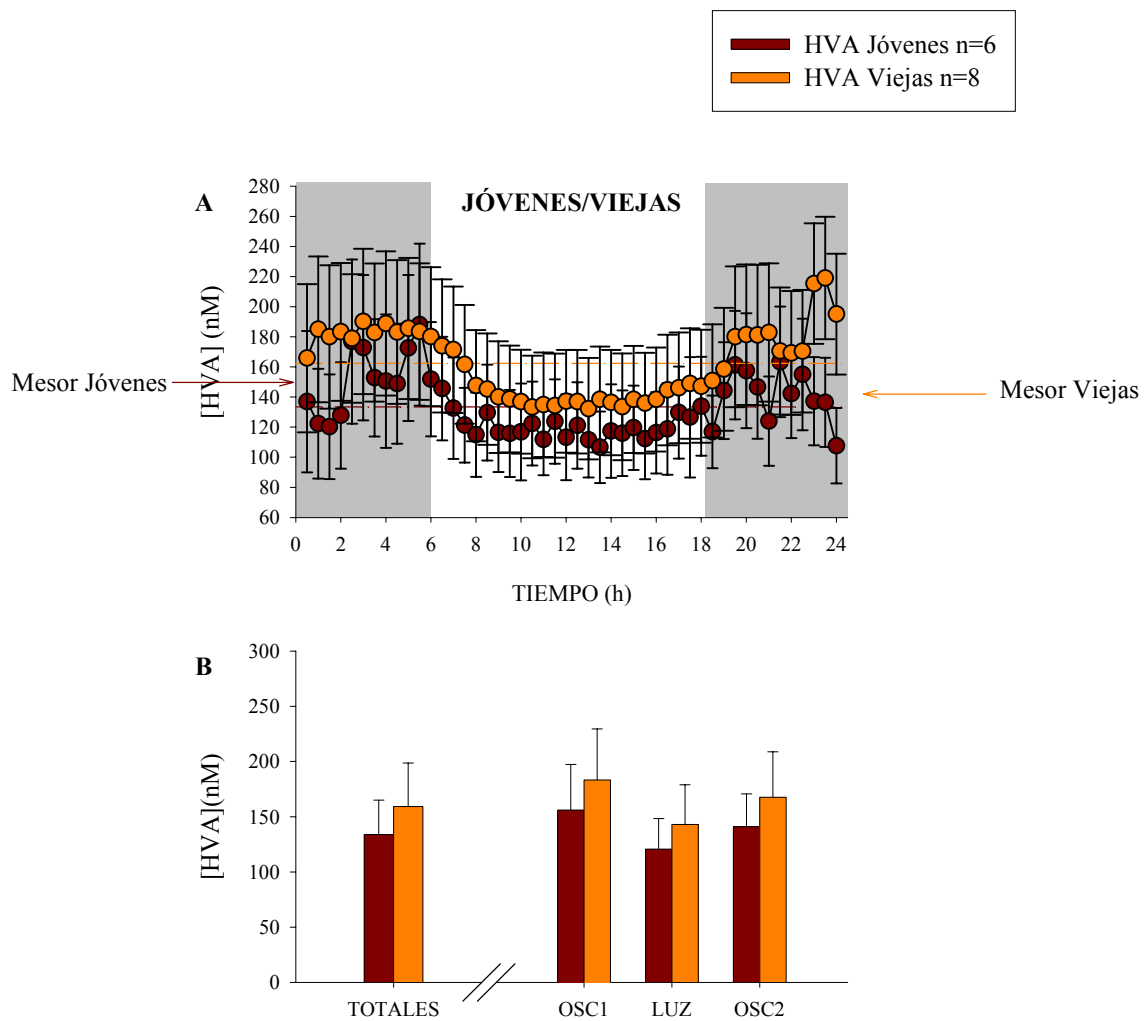 HVA Jóvenes n=6
HVA Viejas n=8
A
JÓVENES/VIEJAS
280
260
240
220
200
180
160
140
120
100
80
60
[HVA] (nM)
Mesor Jóvenes
Mesor Viejas
0 2 4 6 8 10 12 14 16 18 20 22 24
TIEMPO (h)
B
300
250
200
150
100
50
0
[HVA](nM)
TOTALES OSC1 LUZ OSC2